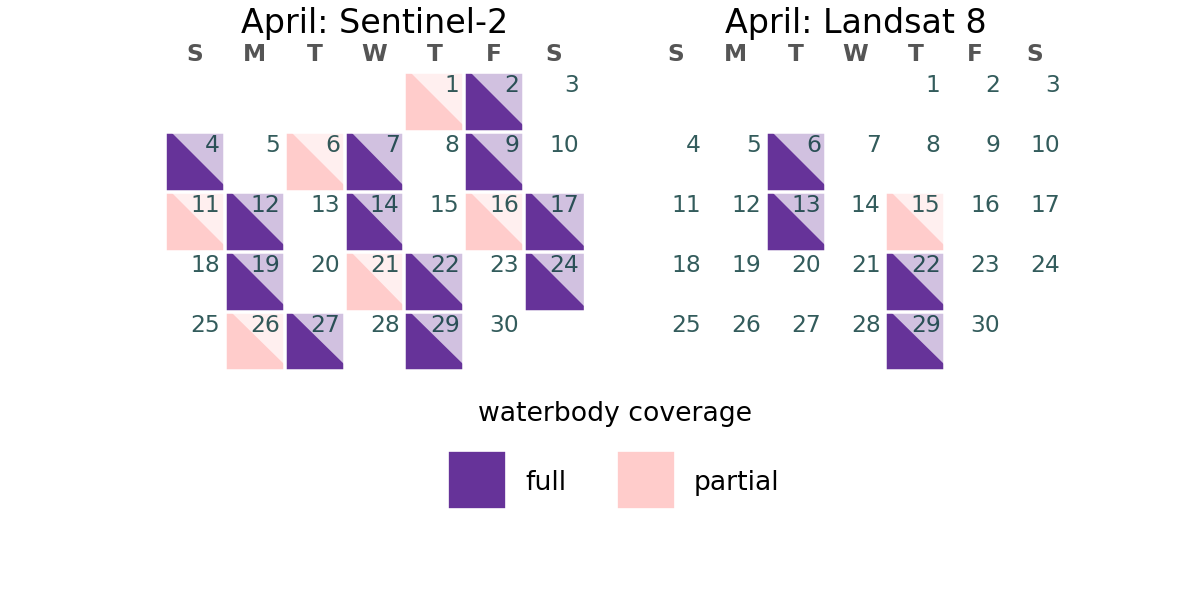 April: Sentinel-2
S M T W T F S
1 2 3
4 5 6 7 8 9 10
11 12 13 14 15 16 17
18 19 20 21 22 23 24
25 26 27 28 29 30
April: Landsat 8
S M T W T F S
1 2 3
4 5 6 7 8 9 10
11 12 13 14 15 16 17
18 19 20 21 22 23 24
25 26 27 28 29 30
waterbody coverage
full partial